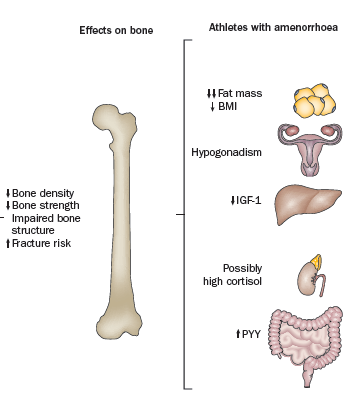 Effects on bone
Athletes with amenorrhoea
↓Bone density
↓Bone strength
Impaired bone
structure
↑Fracture risk
↓↓Fat mass
↓ BMI
Hypogonadism
↓IGF-1
Possibly
high cortisol
↑PYY